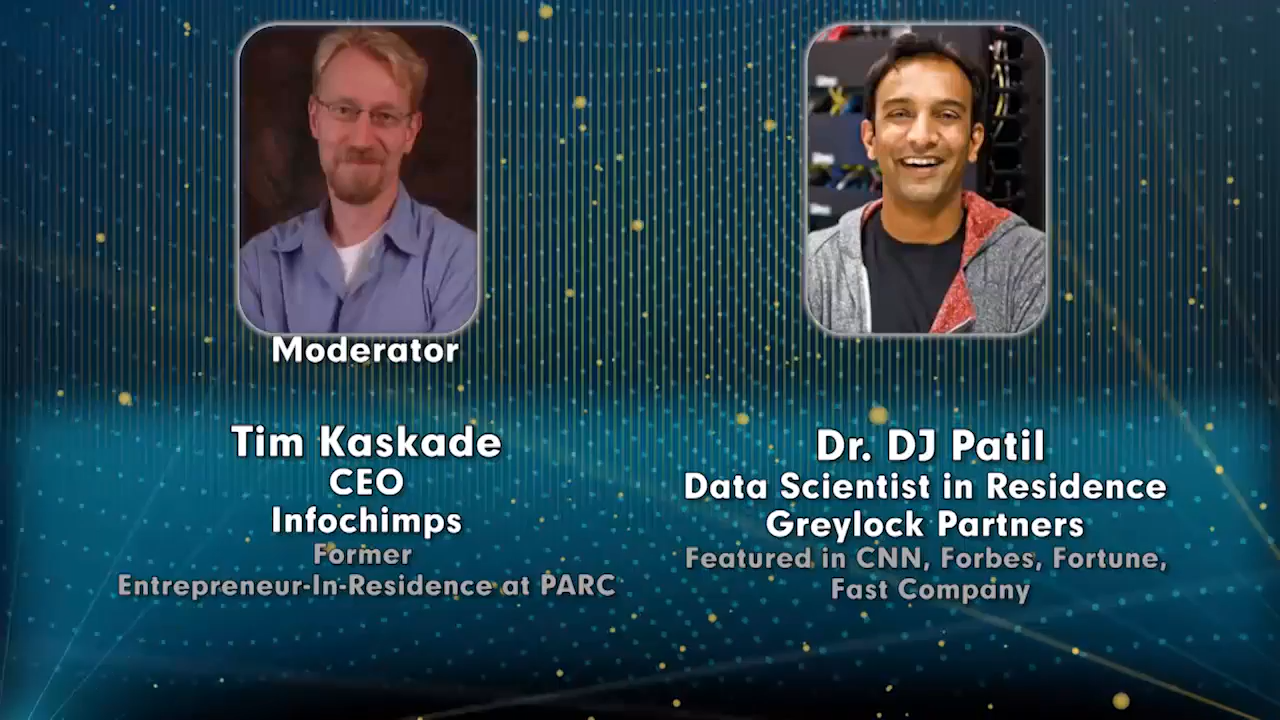 Moderator
Tim Kaskade
CEO
Infochimps
Former
Entrepreneur-In-Residence at PARC
Dr. DJ Patil
Data Scientist in Residence
Greylock Partners
Featured in CNN, Forbes, Fortune,
Fast Company